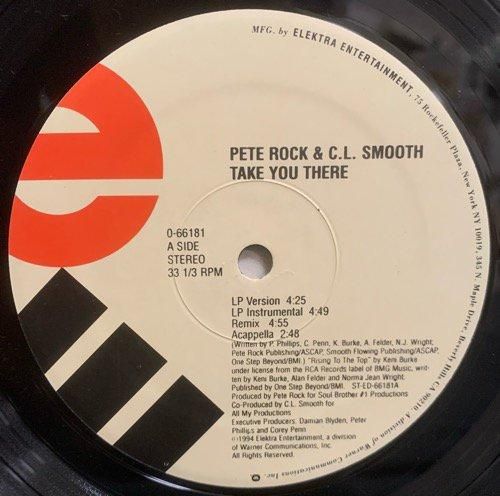 MFG. by ELEKTRA ENTERTAINMENT, 75 Rockefeller Plaza, New York NY 10019, 345 N. Maple Drive, Beverly Hill, CA 90210. A division of Warner Communications Inc.
PETE ROCK & C.L. SMOOTH
TAKE YOU THERE
0-66181
A SIDE
STEREO
33 1/3 RPM
LP Version 4:25
LP Instrumental 4:49
Remix 4:55
Acappella 2:48
(Written by P. Phillips, C. Penn, K. Burke, A. Felder, N.J. Wright;
Pete Rock Publishing/ASCAP, Smooth Flowing Publishing/ASCAP,
One Step Beyond/BMI.) "Rising To The Top" by Keni Burke
under license from the RCA Records label of BMG Music, writ-
ten by Keni Burke, Alan Felder and Norma Jean Wright.
Published by One Step Beyond/BMI. ST-ED-66181A
Produced by Pete Rock for Soul Brother #1 Productions
Co-Produced by C.L. Smooth for
All My Productions
Executive Producers: Damian Blyden, Peter
Phillips and Corey Penn
©1994 Elektra Entertainment, a division
of Warner Communications, Inc.
All Rights Reserved.